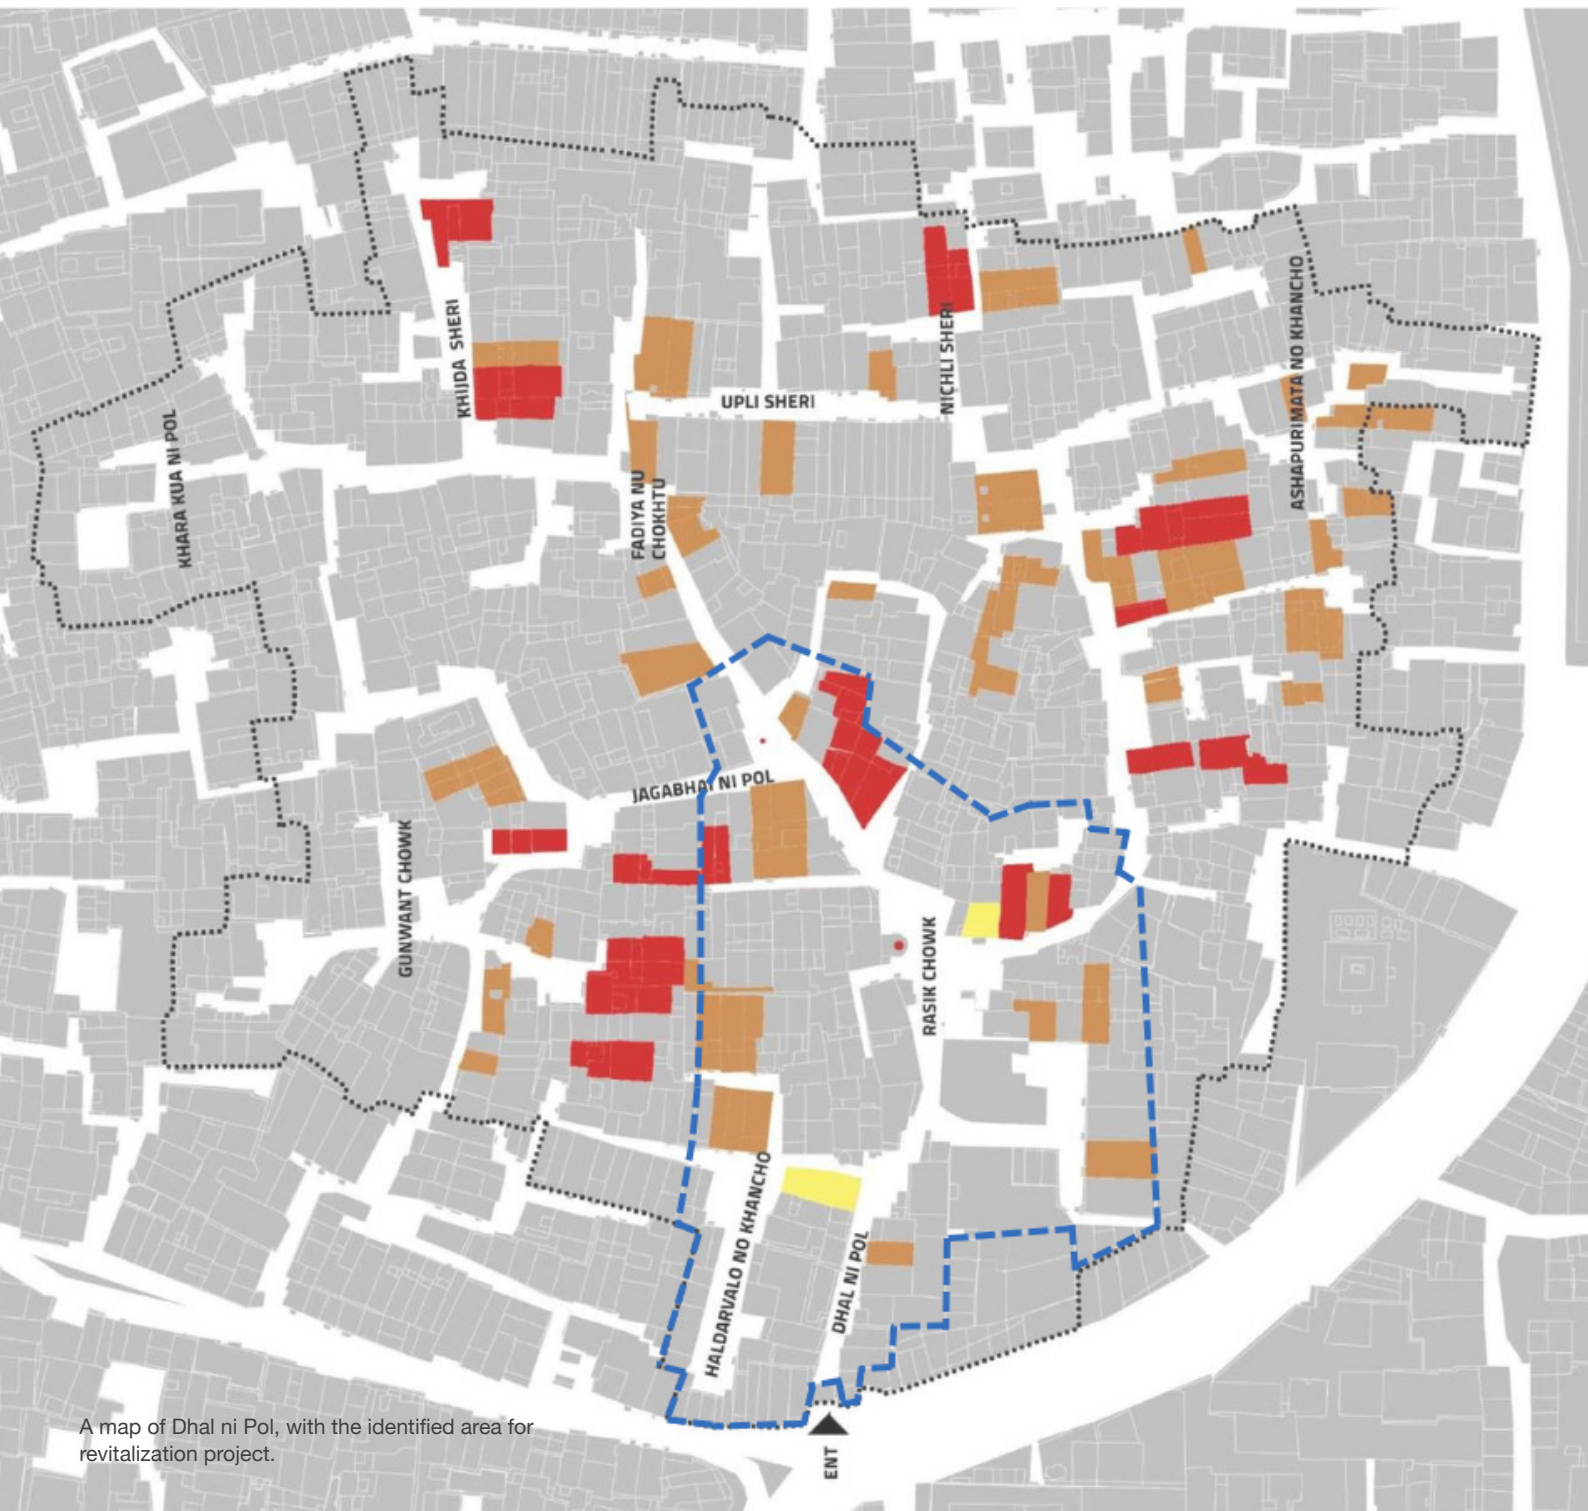 KHIJDA SHERI
NICHLI SHERI
ASHAPURIMATA NO KHANCHO
UPLI SHERI
KHARA KUA NI POL
FADIYA NU
CHOKHTU
JAGABHAI NI POL
GUNWANT CHOWK
RASIK CHOWK
HALDARVALO NO KHANCHO
DHAL NI POL
A map of Dhal ni Pol, with the identified area for
revitalization project.
ENT